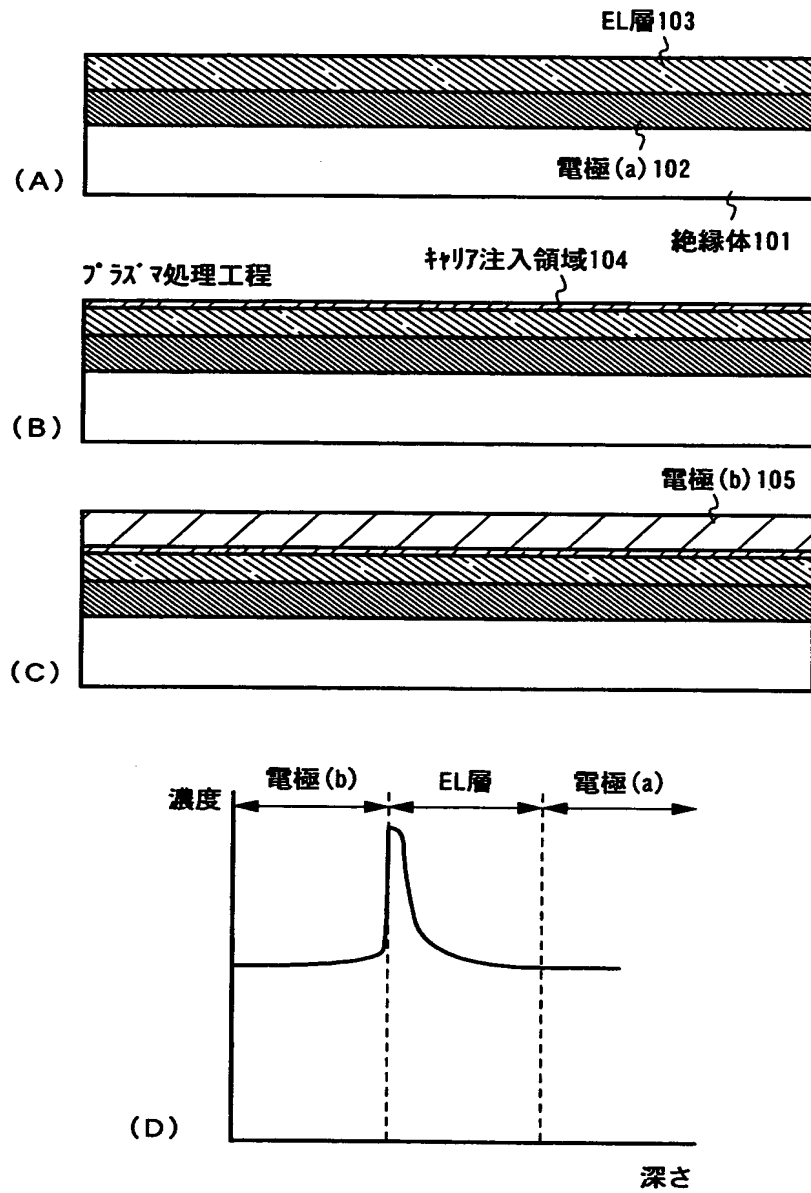 EL層103
電極(a)102
(A)
絶縁体101
プラズマ処理工程
キャリア注入領域104
(B)
電極(b)105
(C)
電極(b)
EL層
電極(a)
濃度
(D)
深さ